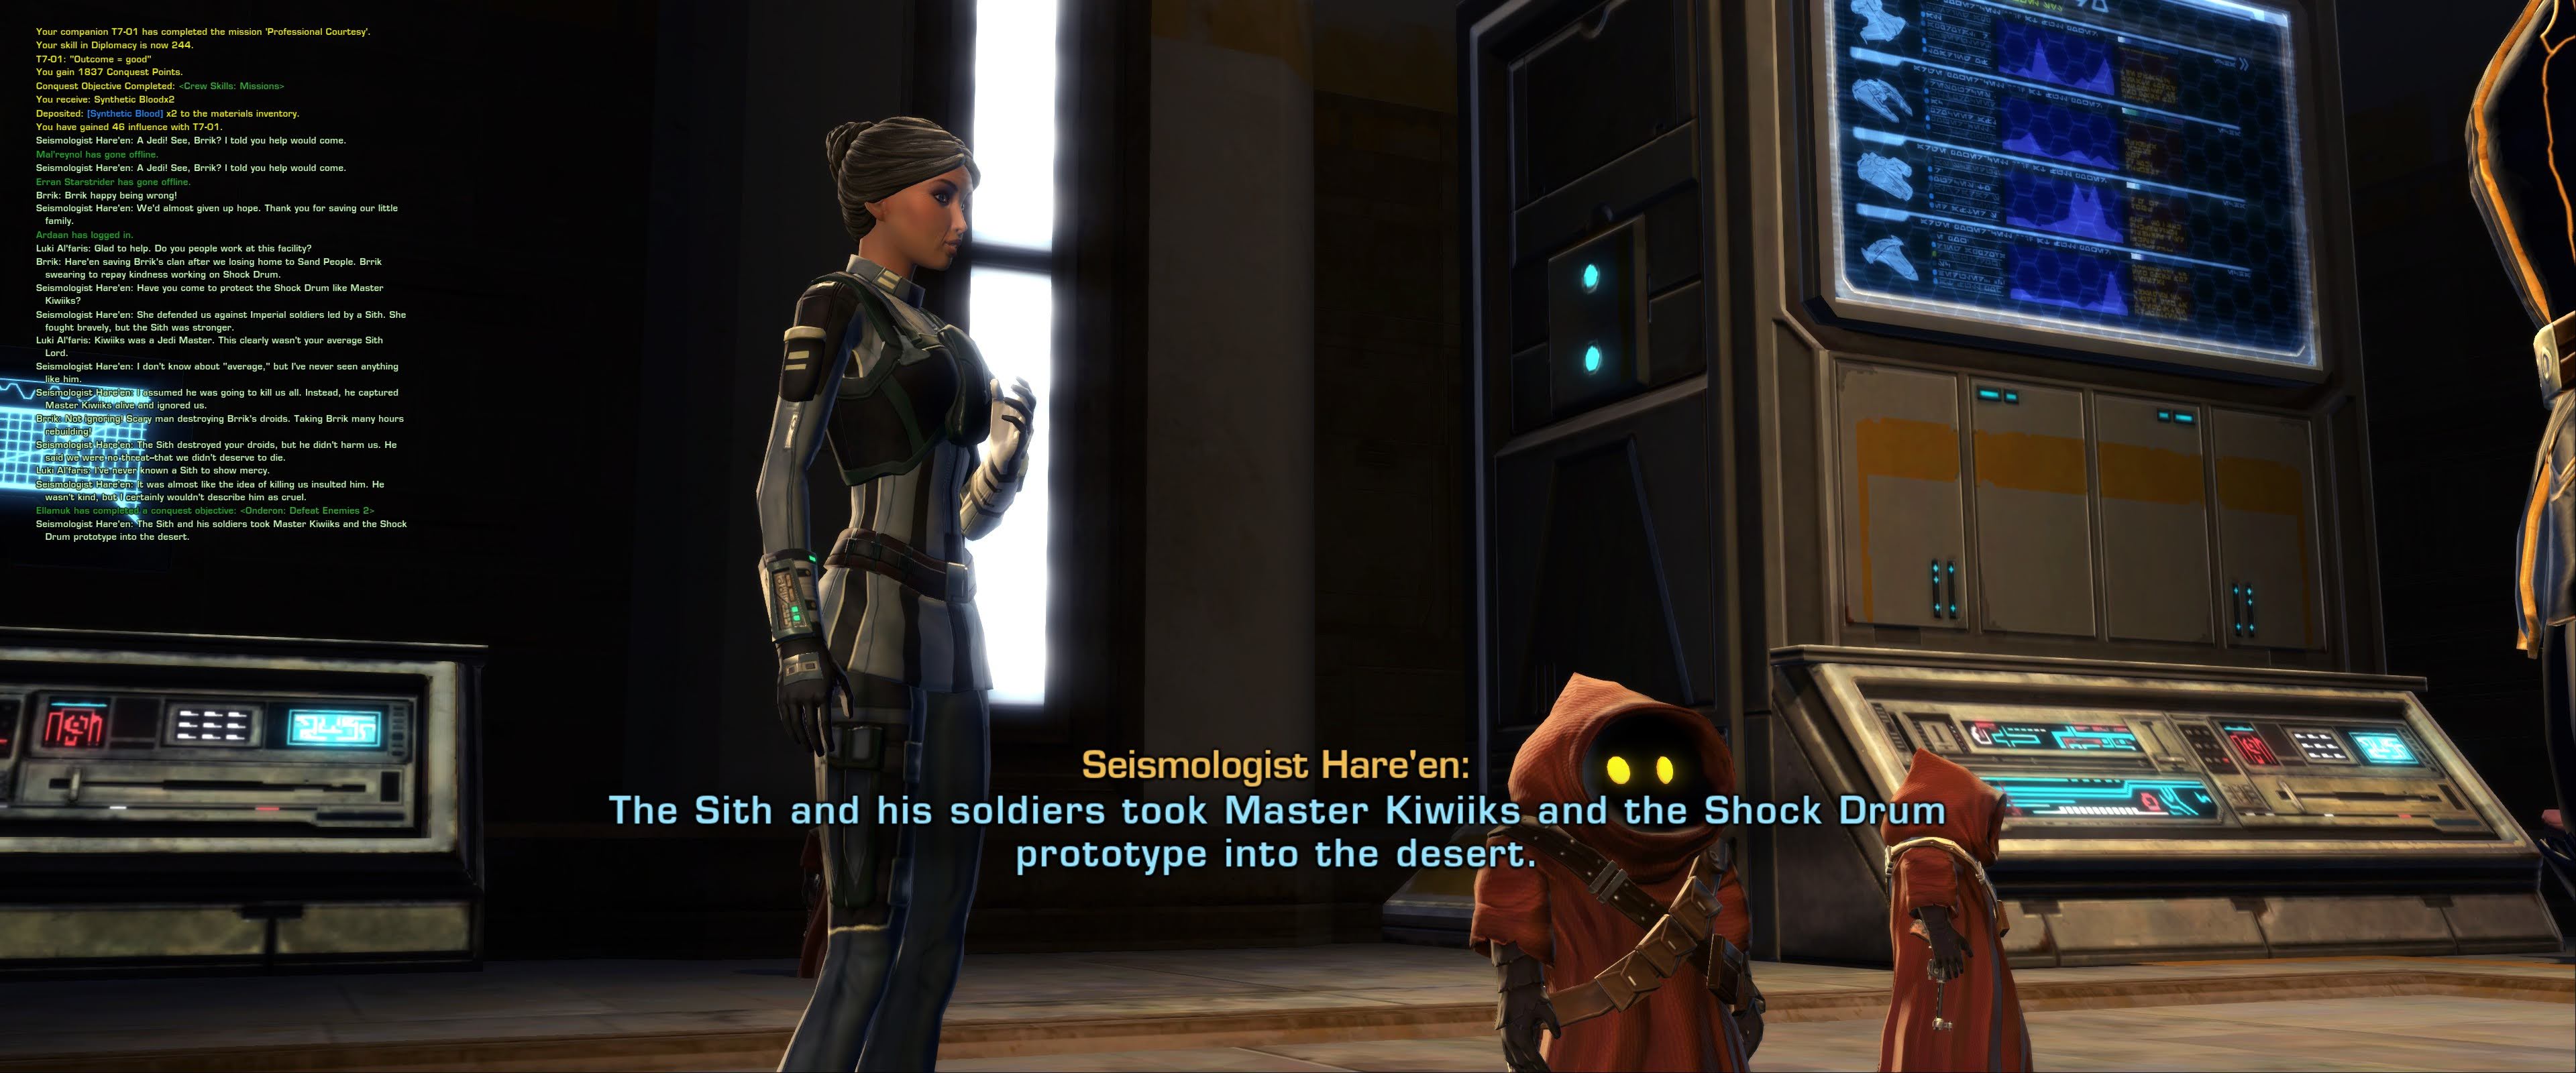 Your companion T7-01 has completed the mission 'Professional Courtesy'.
Your skill in Diplomacy is now 244.
T7-01: "Outcome = good"
You gain 1837 Conquest Points.
Conquest Objective Completed: <Crew Skills: Missions>
You receive: Synthetic Bloodx2
Deposited: [Synthetic Blood] x2 to the materials inventory.
You have gained 46 influence with T7-01.
Seismologist Hare'en: A Jedi! See, Brrik? I told you help would come.
Mal'reynol has gone offline.
Seismologist Hare'en: A Jedi! See, Brrik? I told you help would come.
Erran Starstrider has gone offline.
Brrik: Brrik happy being wrong!
Seismologist Hare'en: We'd almost given up hope. Thank you for saving our little
family.
Ardaan has logged in.
Luki Al'faris: Glad to help. Do you people work at this facility?
Brrik: Hare'en saving Brrik's clan after we losing home to Sand People. Brrik
swearing to repay kindness working on Shock Drum.
Seismologist Hare'en: Have you come to protect the Shock Drum like Master
Kiwiiks?
Seismologist Hare'en: She defended us against Imperial soldiers led by a Sith. She
fought bravely, but the Sith was stronger.
Luki Al'faris: Kiwiiks was a Jedi Master. This clearly wasn't your average Sith
Lord.
Seismologist Hare'en: I don't know about "average," but I've never seen anything
like him.
Seismologist Hare'en: I assumed he was going to kill us all. Instead, he captured
Master Kiwiiks alive and ignored us.
Brrik: Not ignoring! Scary man destroying Brrik's droids. Taking Brrik many hours
rebuilding!
Seismologist Hare'en: The Sith destroyed your droids, but he didn't harm us. He
said we were no threat—that we didn't deserve to die.
Luki Al'faris: I've never known a Sith to show mercy.
Seismologist Hare'en: It was almost like the idea of killing us insulted him. He
wasn't kind, but I certainly wouldn't describe him as cruel.
Ellamuk has completed a conquest objective: <Onderon: Defeat Enemies 2>
Seismologist Hare'en: The Sith and his soldiers took Master Kiwiiks and the Shock
Drum prototype into the desert.
Seismologist Hare'en:
The Sith and his soldiers took Master Kiwiiks and the Shock Drum
prototype into the desert.